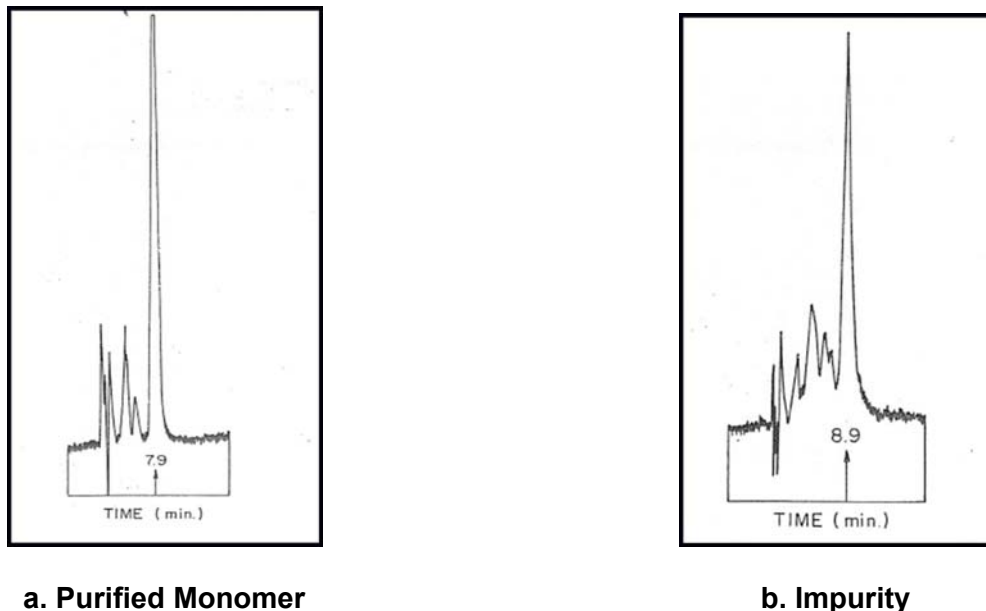 7.9
TIME (min.)
a. Purified Monomer
8.9
TIME (min.)
b. Impurity